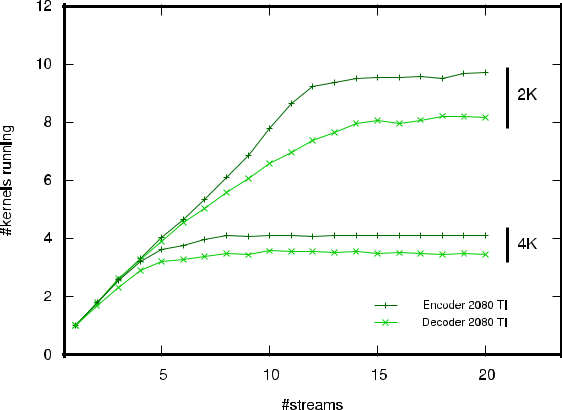 12
10
8
6
4
2
0
#kernels running
2K
4K
Encoder 2080 TI
Decoder 2080 TI
5
10
15
20
#streams